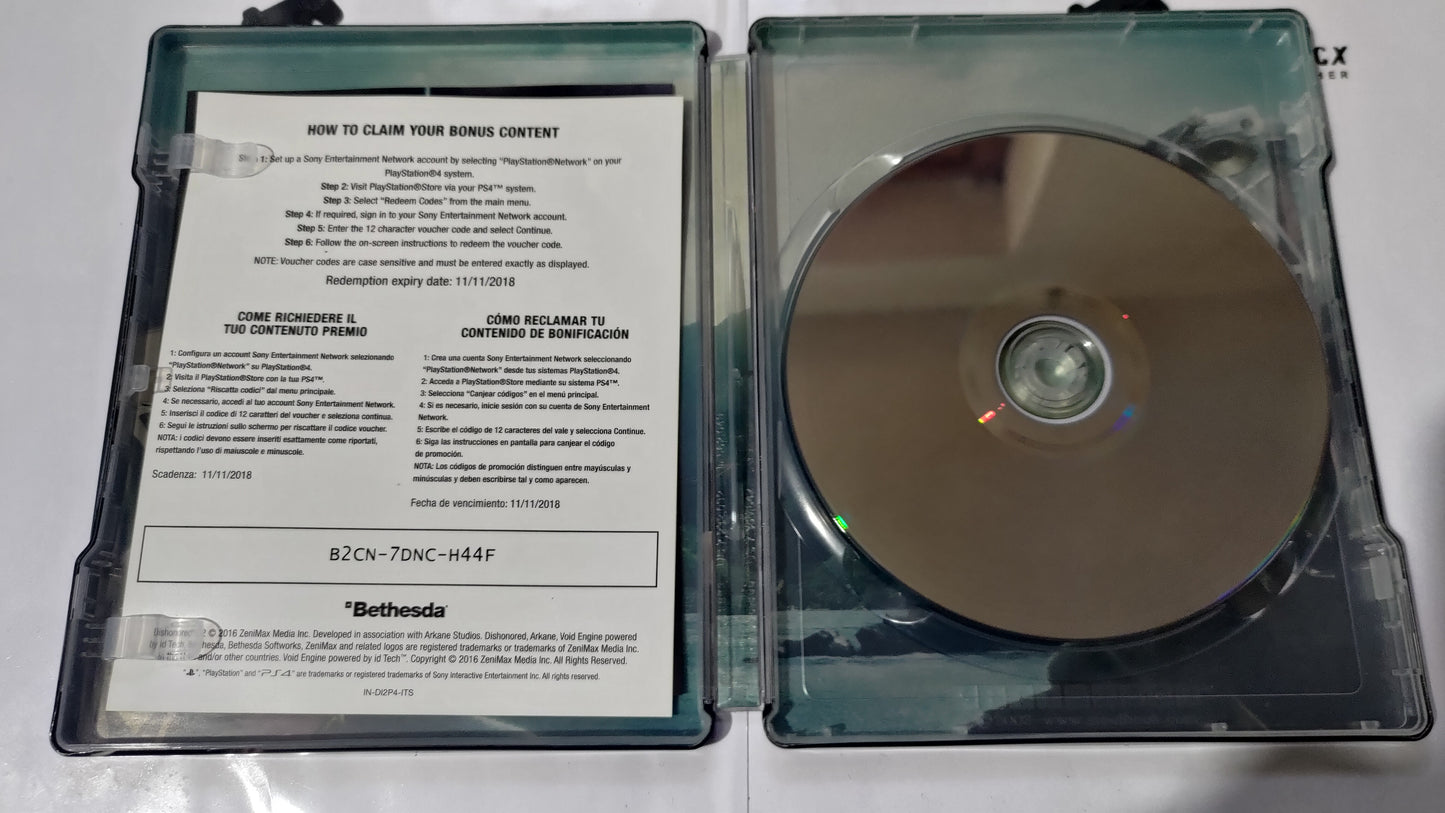 HOW TO CLAIM YOUR BONUS CONTENT
1: Set up a Sony Entertainment Network account by selecting "PlayStation®Network" on your
PlayStation®4 system.
Step 2: Visit PlayStation®Store via your PS4™ system.
Step 3: Select "Redeem Codes" from the main menu.
Step 4: If required, sign in to your Sony Entertainment Network account.
Step 5: Enter the 12 character voucher code and select Continue.
Step 6: Follow the on-screen instructions to redeem the voucher code.
NOTE: Voucher codes are case sensitive and must be entered exactly as displayed.
Redemption expiry date: 11/11/2018
COME RICHIEDERE IL
TUO CONTENUTO PREMIO
1: Configura un account Sony Entertainment Network selezionando
"PlayStation®Network" su PlayStation®4.
2: Visita il PlayStation®Store con la tua PS4™.
3: Seleziona "Riscatta codici" dal menu principale.
4: Se necessario, accedi al tuo account Sony Entertainment Network.
5: Inserisci il codice di 12 caratteri del voucher e seleziona continua.
6: Segui le istruzioni sullo schermo per riscattare il codice voucher.
NOTA: i codici devono essere inseriti esattamente come riportati,
rispettando l'uso di maiuscole e minuscole.
Scadenza: 11/11/2018
CÓMO RECLAMAR TU
CONTENIDO DE BONIFICACIÓN
1: Crea una cuenta Sony Entertainment Network seleccionando
"PlayStation®Network" desde tus sistemas PlayStation®4.
2: Acceda a PlayStation®Store mediante su sistema PS4™.
3: Selecciona "Canjear códigos" en el menú principal.
4: Si es necesario, inicie sesión con su cuenta de Sony Entertainment
Network.
5: Escribe el código de 12 caracteres del vale y selecciona Continue.
6: Siga las instrucciones en pantalla para canjear el código
de promoción.
NOTA: Los códigos de promoción distinguen entre mayúsculas y
minúsculas y deben escribirse tal y como aparecen.
Fecha de vencimiento: 11/11/2018
B2CN-7DNC-H44F
Bethesda
Dishonored 2 © 2016 ZeniMax Media Inc. Developed in association with Arkane Studios. Dishonored, Arkane, Void Engine powered
by id Tech, Bethesda, Bethesda Softworks, ZeniMax and related logos are registered trademarks or trademarks of ZeniMax Media Inc.
and/or other countries. Void Engine powered by id Tech™. Copyright © 2016 ZeniMax Media Inc. All Rights Reserved.
"PlayStation" and "PS4" are trademarks or registered trademarks of Sony Interactive Entertainment Inc. All rights reserved.
IN-DI2P4-ITS